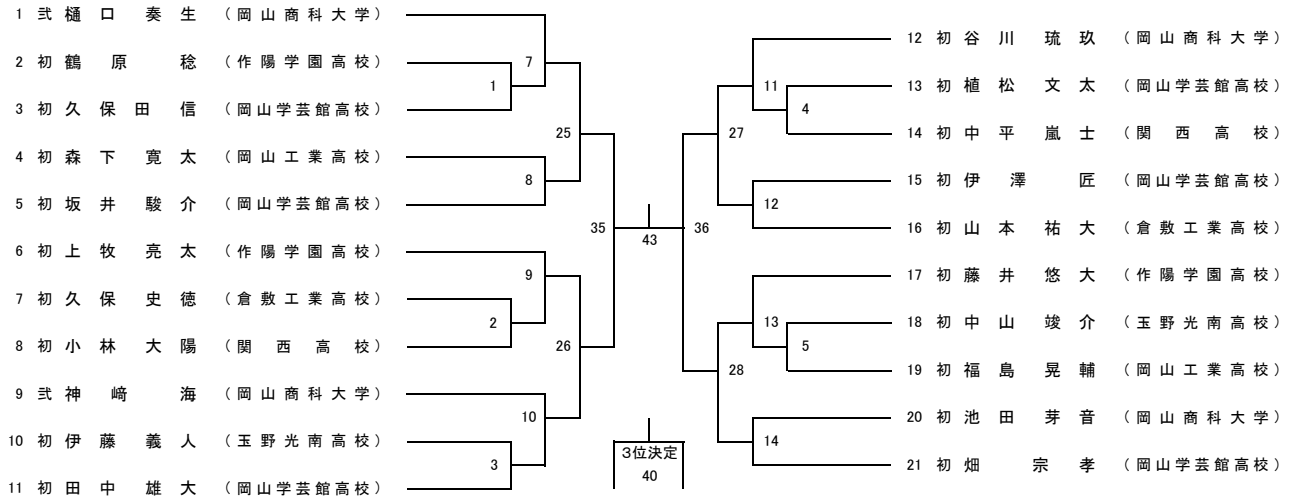 1 弐 樋口 奏生 (岡山商科大学)
2 初 鶴原 稔 (作陽学園高校)
3 初 久保田 信 (岡山学芸館高校)
4 初 森下 寛太 (岡山工業高校)
5 初 坂井 駿介 (岡山学芸館高校)
6 初 上牧 亮太 (作陽学園高校)
7 初 久保 史徳 (倉敷工業高校)
8 初 小林 大陽 (関西高校)
9 弐 神﨑 海 (岡山商科大学)
10 初 伊藤 義人 (玉野光南高校)
11 初 田中 雄大 (岡山学芸館高校)
7
1
25
8
35
9
2
26
10
3
43
3位決定
40
36
27
11
4
12
28
13
5
14
12 初 谷川 琉玖 (岡山商科大学)
13 初 植松 文太 (岡山学芸館高校)
14 初 中平 嵐士 (関西高校)
15 初 伊澤 匠 (岡山学芸館高校)
16 初 山本 祐大 (倉敷工業高校)
17 初 藤井 悠大 (作陽学園高校)
18 初 中山 竣介 (玉野光南高校)
19 初 福島 晃輔 (岡山工業高校)
20 初 池田 芽音 (岡山商科大学)
21 初 畑 宗孝 (岡山学芸館高校)